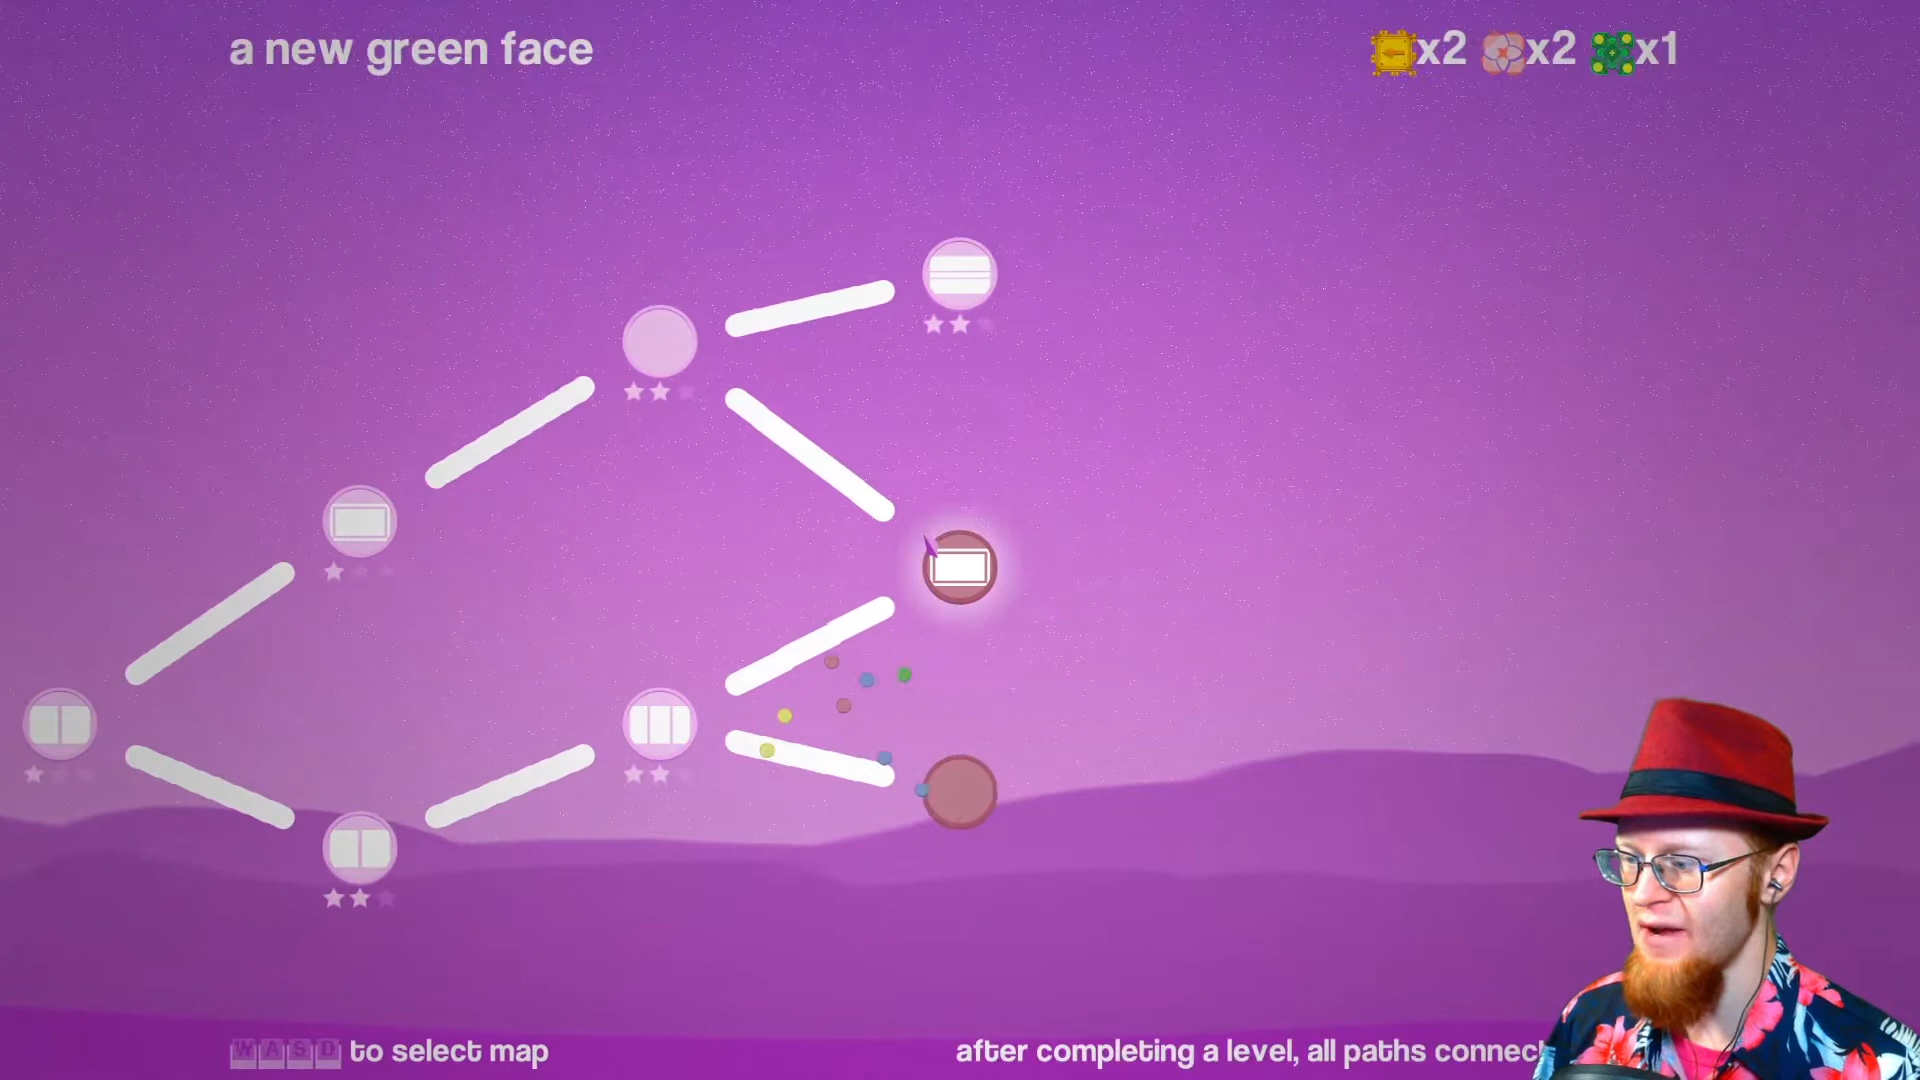 a new green face
x2 x2 x1
W A S D to select map
after completing a level, all paths connec